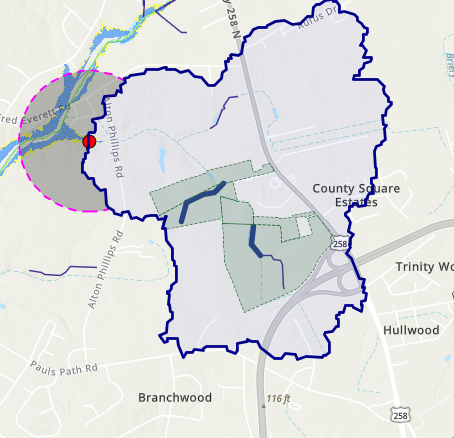 y 258-N
Rufus Dr
Briery
fred Everett Rd
Alton Phillips Rd
County Square
Estates
258
Alton Phillips Rd
Trinity Wo
Hullwood
Pauls Path Rd
Branchwood
116 ft
258